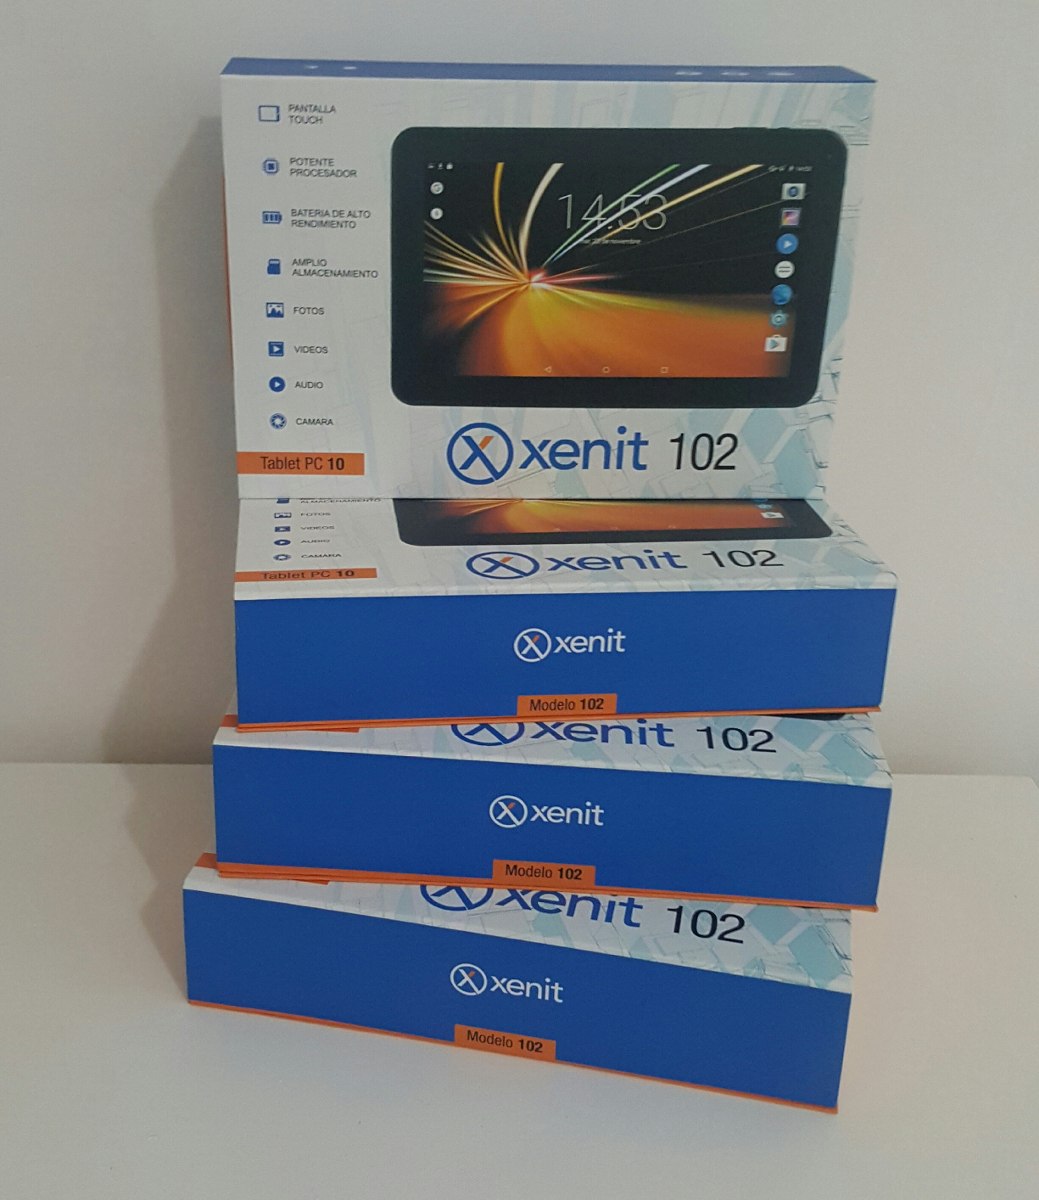 PANTALLA
TOUCH
POTENTE
PROCESADOR
BATERIA DE ALTO
RENDIMIENTO
AMPLIO
ALMACENAMIENTO
FOTOS
VIDEOS
AUDIO
CAMARA
Tablet PC 10
14:53
xenit 102
ALMACENAMIENTO
FOTOS
VIDEOS
AUDIO
CAMARA
Tablet PC 10
xenit 102
xenit
Modelo 102
xenit 102
xenit
Modelo 102
xenit 102
xenit
Modelo 102